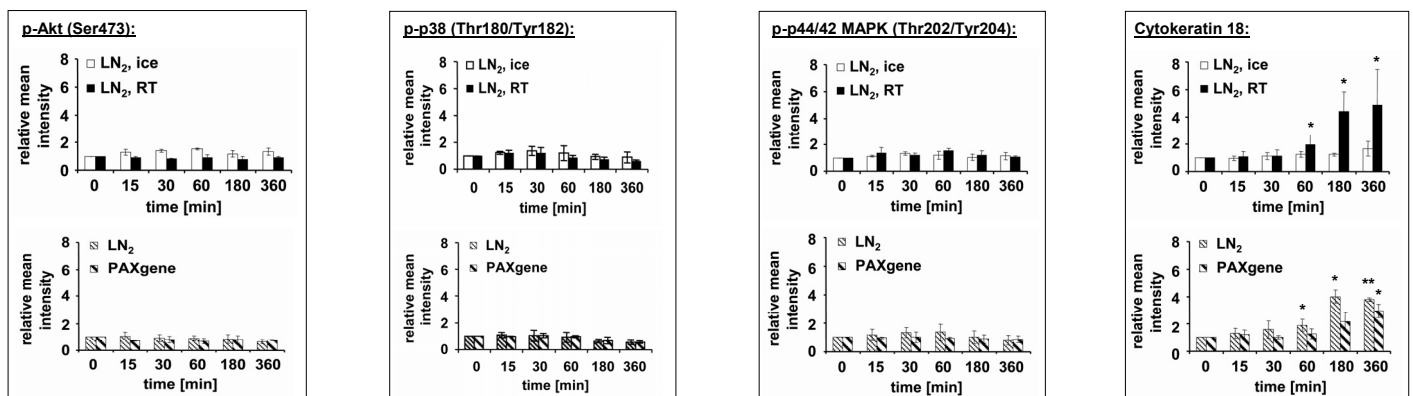 p-Akt (Ser473):
relative mean
intensity
8
6
4
2
0
LN₂, ice
LN₂, RT
0 15 30 60 180 360
time [min]
relative mean
intensity
8
6
4
2
0
LN₂
PAXgene
0 15 30 60 180 360
time [min]
p-p38 (Thr180/Tyr182):
relative mean
intensity
8
6
4
2
0
LN₂, ice
LN₂, RT
0 15 30 60 180 360
time [min]
relative mean
intensity
8
6
4
2
0
LN₂
PAXgene
0 15 30 60 180 360
time [min]
p-p44/42 MAPK (Thr202/Tyr204):
relative mean
intensity
8
6
4
2
0
LN₂, ice
LN₂, RT
0 15 30 60 180 360
time [min]
relative mean
intensity
8
6
4
2
0
LN₂
PAXgene
0 15 30 60 180 360
time [min]
Cytokeratin 18:
relative mean
intensity
8
6
4
2
0
LN₂, ice
LN₂, RT
* * *
0 15 30 60 180 360
time [min]
relative mean
intensity
8
6
4
2
0
LN₂
PAXgene
* * ** *
0 15 30 60 180 360
time [min]